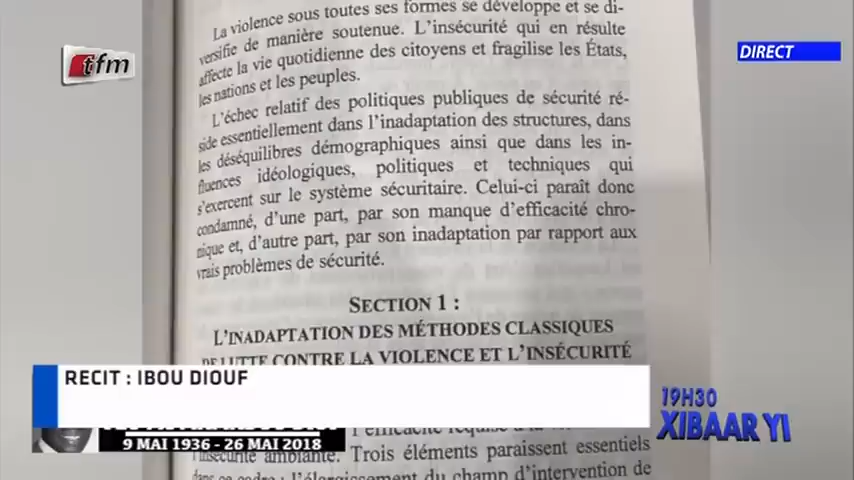 La violence sous toutes ses formes se développe et se di-
versifie de manière soutenue. L'insécurité qui en résulte
affecte la vie quotidienne des citoyens et fragilise les États,
les nations et les peuples.
L'échec relatif des politiques publiques de sécurité ré-
side essentiellement dans l'inadaptation des structures, dans
les déséquilibres démographiques ainsi que dans les in-
fluences idéologiques, politiques et techniques qui
s'exercent sur le système sécuritaire. Celui-ci paraît donc
condamné, d'une part, par son manque d'efficacité chro-
nique et, d'autre part, par son inadaptation par rapport aux
vrais problèmes de sécurité.
SECTION 1 :
L'INADAPTATION DES MÉTHODES CLASSIQUES
DE LUTTE CONTRE LA VIOLENCE ET L'INSÉCURITÉ
l'efficacité requise
l'insécurité ambiante. Trois éléments paraissent essentiels
dans ce cadre : l'élargissement du champ d'intervention de
tfm
DIRECT
RECIT : IBOU DIOUF
9 MAI 1936 - 26 MAI 2018
19H30
XIBAAR YI